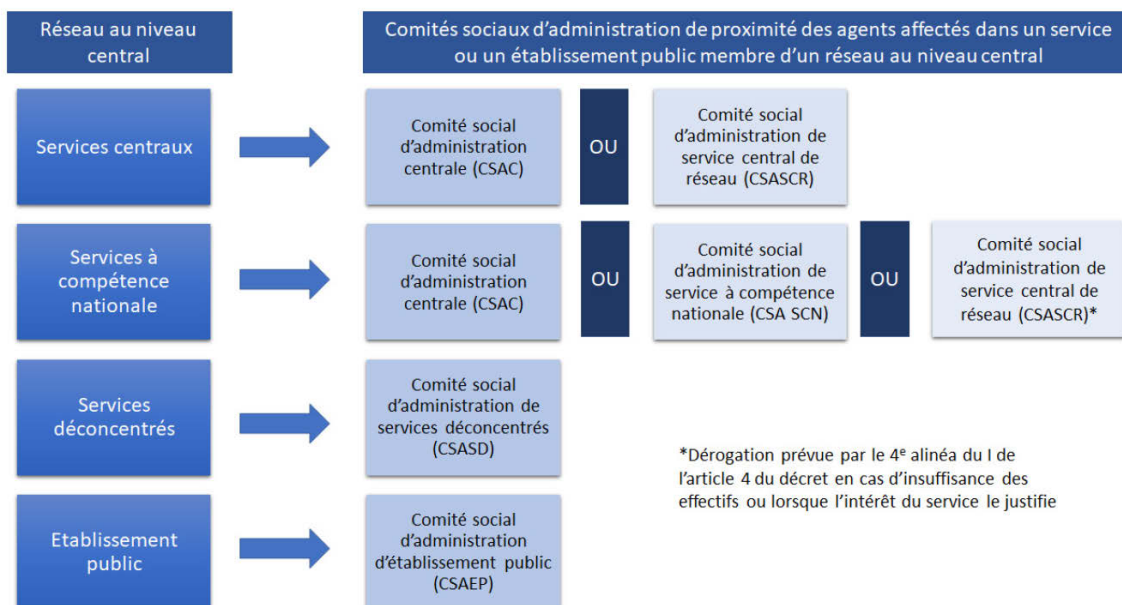 Réseau au niveau
central
Comités sociaux d’administration de proximité des agents affectés dans un service
ou un établissement public membre d’un réseau au niveau central
Services centraux
Comité social
d’administration
centrale (CSAC)
OU
Comité social
d’administration de
service central de
réseau (CSASCR)
Services à
compétence
nationale
Comité social
d’administration
centrale (CSAC)
OU
Comité social
d’administration de
service à compétence
nationale (CSA SCN)
OU
Comité social
d’administration de
service central de
réseau (CSASCR)*
Services
déconcentrés
Comité social
d’administration de
services déconcentrés
(CSASD)
*Dérogation prévue par le 4e alinéa du I de
l’article 4 du décret en cas d’insuffisance des
effectifs ou lorsque l’intérêt du service le justifie
Etablissement
public
Comité social
d’administration
d’établissement public
(CSAEP)